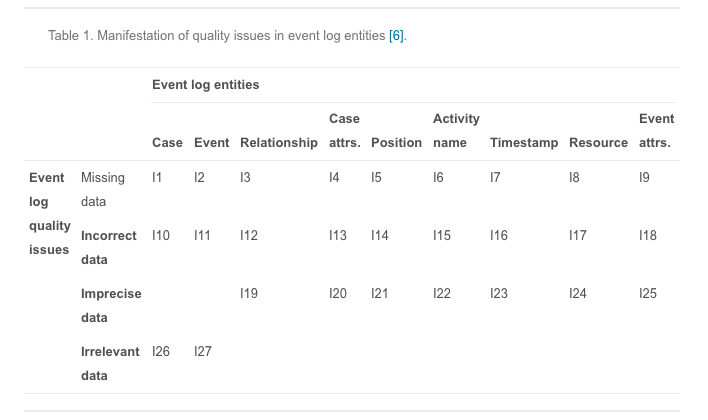 Table 1. Manifestation of quality issues in event log entities [6].
Event log entities
Case Activity Event
Case Event Relationship attrs. Position name Timestamp Resource attrs.
Event Missing I1 I2 I3 I4 I5 I6 I7 I8 I9
log data
quality Incorrect I10 I11 I12 I13 I14 I15 I16 I17 I18
issues data
Imprecise I19 I20 I21 I22 I23 I24 I25
data
Irrelevant I26 I27
data